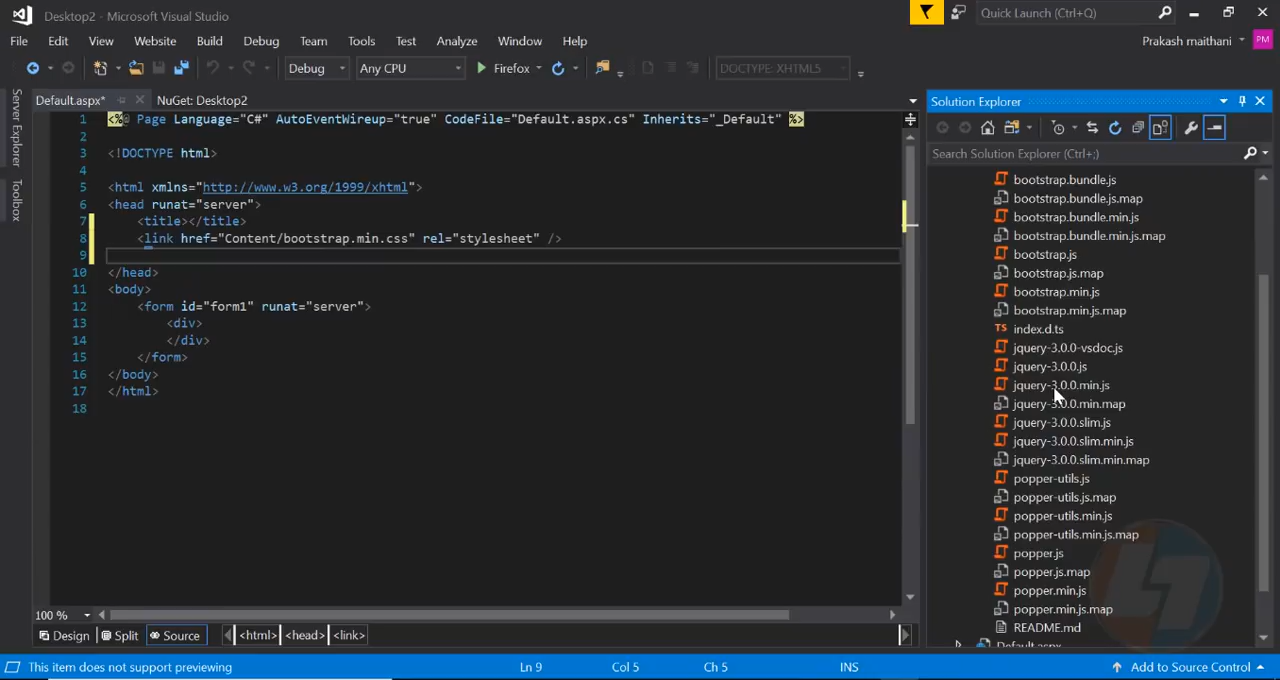 Desktop2 - Microsoft Visual Studio
Quick Launch (Ctrl+Q)
File Edit View Website Build Debug Team Tools Test Analyze Window Help
Prakash maithani
PM
Debug
Any CPU
Firefox
DOCTYPE: XHTML5
Server Explorer
Toolbox
Default.aspx*
NuGet: Desktop2
1 <%@ Page Language="C#" AutoEventWireup="true" CodeFile="Default.aspx.cs" Inherits="_Default" %>
2
3 <!DOCTYPE html>
4
5 <html xmlns="http://www.w3.org/1999/xhtml">
6 <head runat="server">
7 <title></title>
8 <link href="Content/bootstrap.min.css" rel="stylesheet" />
9
10 </head>
11 <body>
12 <form id="form1" runat="server">
13 <div>
14 </div>
15 </form>
16 </body>
17 </html>
18
100 %
Design Split Source <html> <head> <link>
Solution Explorer
Search Solution Explorer (Ctrl+;)
bootstrap.bundle.js
bootstrap.bundle.js.map
bootstrap.bundle.min.js
bootstrap.bundle.min.js.map
bootstrap.js
bootstrap.js.map
bootstrap.min.js
bootstrap.min.js.map
TS index.d.ts
jquery-3.0.0-vsdoc.js
jquery-3.0.0.js
jquery-3.0.0.min.js
jquery-3.0.0.min.map
jquery-3.0.0.slim.js
jquery-3.0.0.slim.min.js
jquery-3.0.0.slim.min.map
popper-utils.js
popper-utils.js.map
popper-utils.min.js
popper-utils.min.js.map
popper.js
popper.js.map
popper.min.js
popper.min.js.map
README.md
Default.aspx
This item does not support previewing
Ln 9 Col 5 Ch 5 INS
Add to Source Control